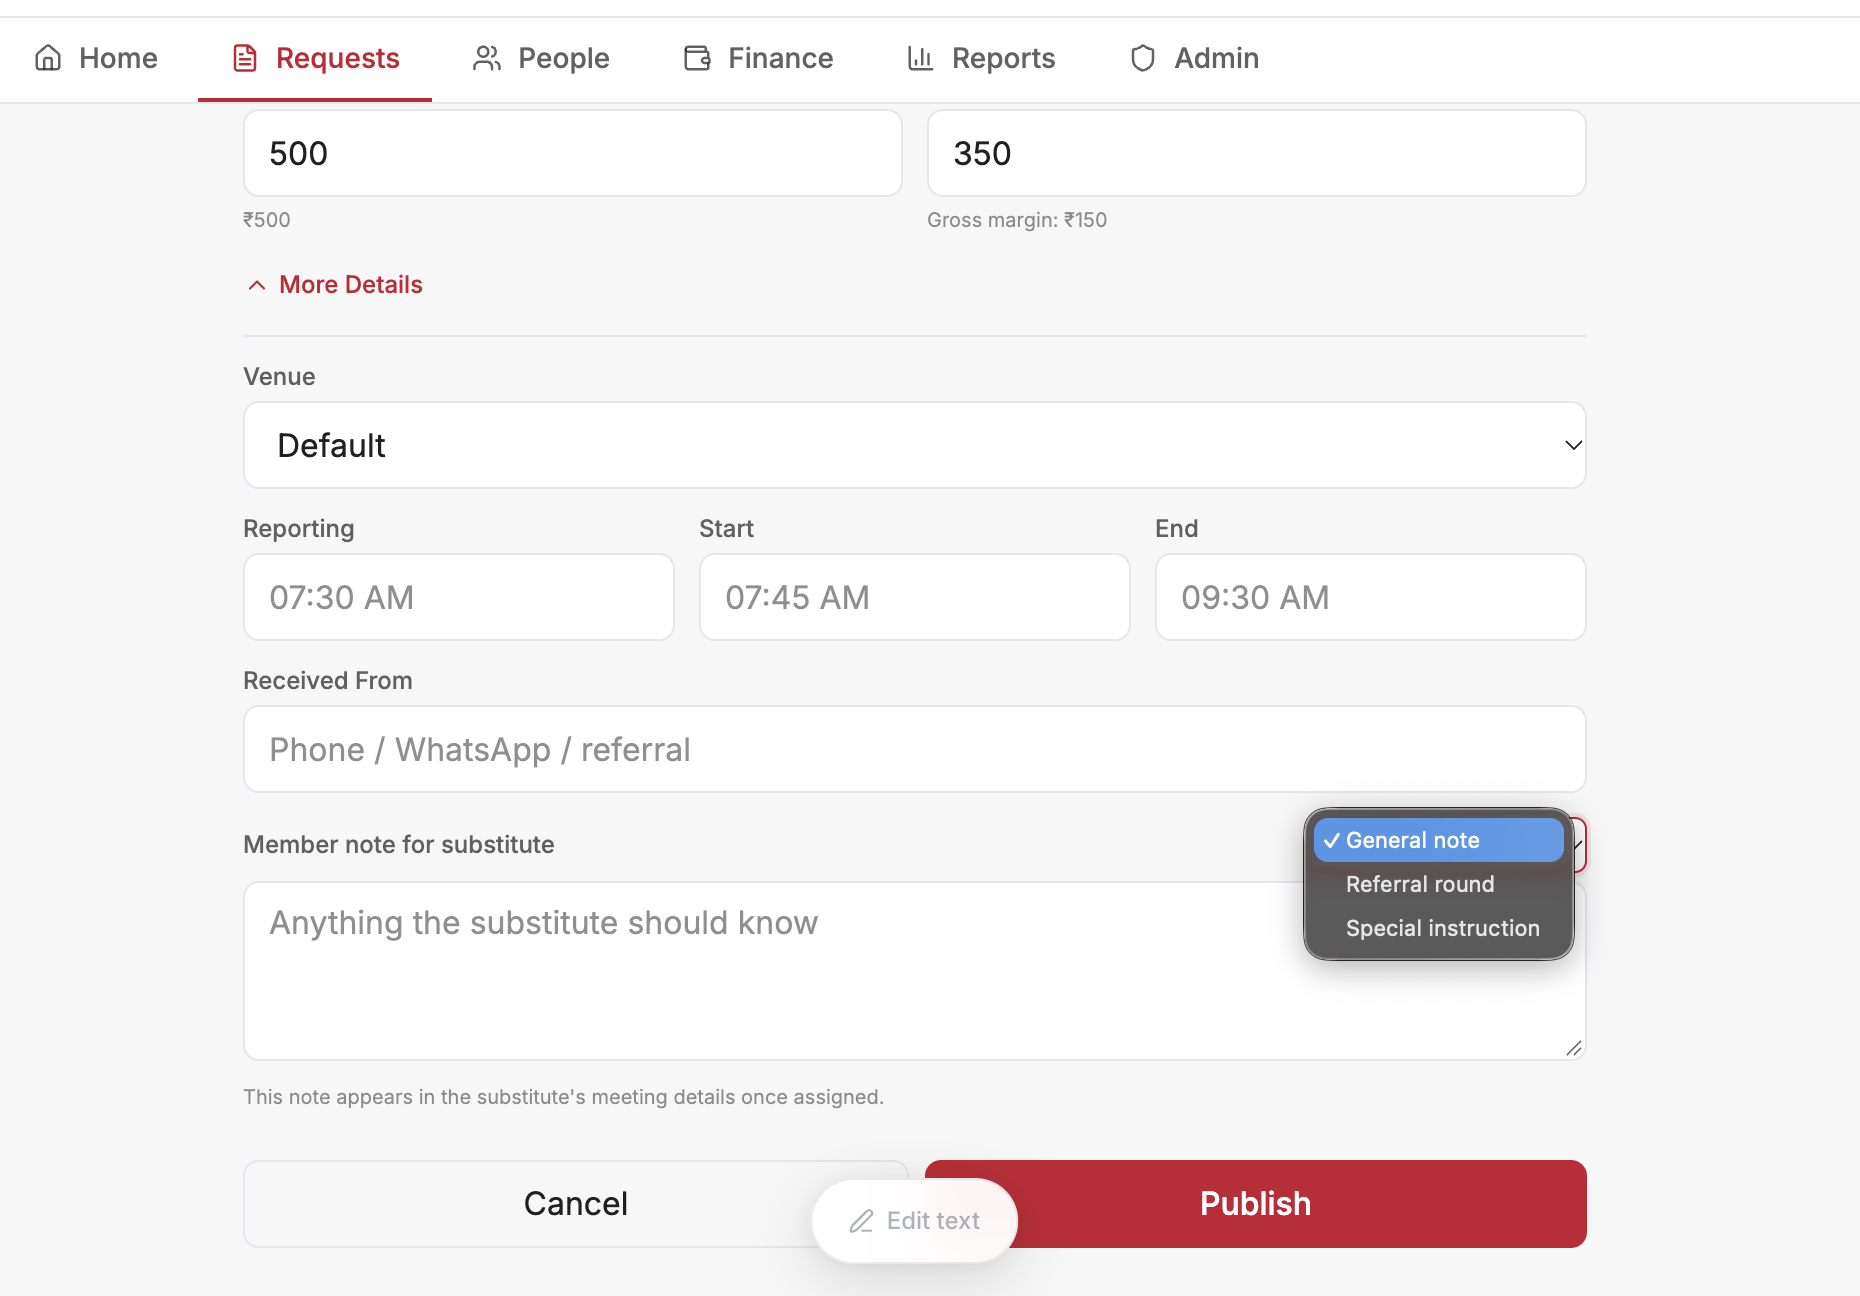 Home Requests People Finance Reports Admin
500 350
₹500 Gross margin: ₹150
More Details
Venue
Default
Reporting Start End
07:30 AM 07:45 AM 09:30 AM
Received From
Phone / WhatsApp / referral
Member note for substitute
General note
Referral round
Special instruction
Anything the substitute should know
This note appears in the substitute's meeting details once assigned.
Cancel Publish
Edit text